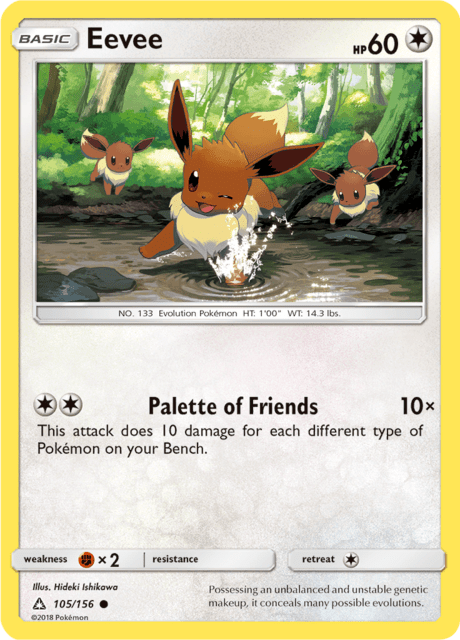 BASIC Eevee HP60
NO. 133 Evolution Pokémon HT: 1'00" WT: 14.3 lbs.
Palette of Friends 10×
This attack does 10 damage for each different type of
Pokémon on your Bench.
weakness ×2 resistance retreat
Illus. Hideki Ishikawa
105/156
©2018 Pokémon
Possessing an unbalanced and unstable genetic
makeup, it conceals many possible evolutions.